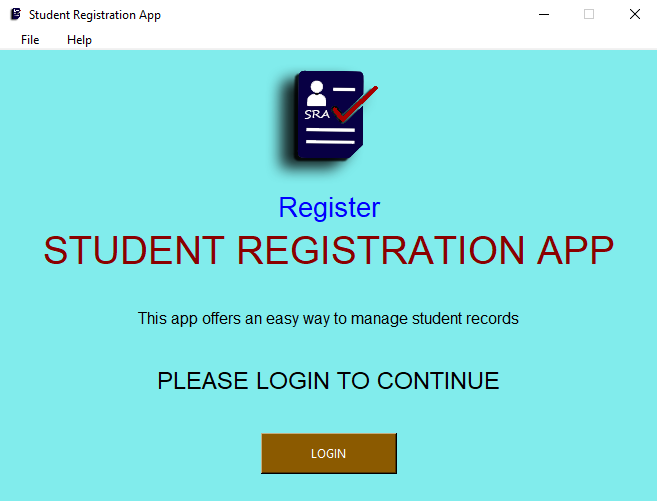 Student Registration App
File Help
SRA
Register
STUDENT REGISTRATION APP
This app offers an easy way to manage student records
PLEASE LOGIN TO CONTINUE
LOGIN